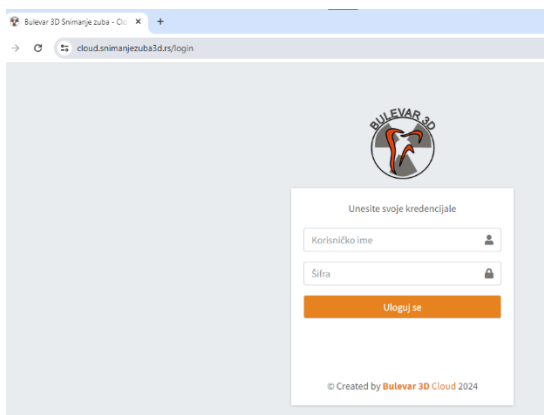 Bulevar 3D Snimanje zuba - Clo
cloud.snimanjezuba3d.rs/login
BULEVAR 3D
Unesite svoje kredencijale
Korisničko ime
Šifra
Uloguj se
© Created by Bulevar 3D Cloud 2024